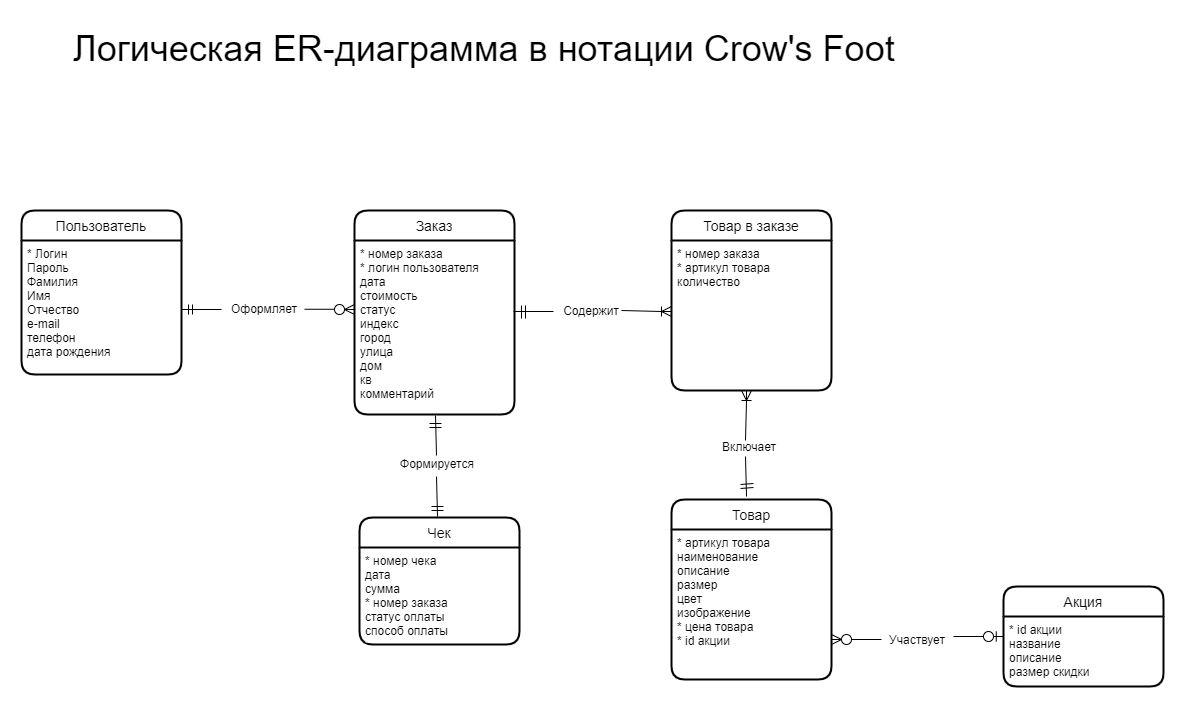 Логическая ER-диаграмма в нотации Crow's Foot
Пользователь
* Логин
Пароль
Фамилия
Имя
Отчество
e-mail
телефон
дата рождения
Оформляет
Заказ
* номер заказа
* логин пользователя
дата
стоимость
статус
индекс
город
улица
дом
кв
комментарий
Содержит
Товар в заказе
* номер заказа
* артикул товара
количество
Формируется
Включает
Чек
* номер чека
дата
сумма
* номер заказа
статус оплаты
способ оплаты
Товар
* артикул товара
наименование
описание
размер
цвет
изображение
* цена товара
* id акции
Участвует
Акция
* id акции
название
описание
размер скидки